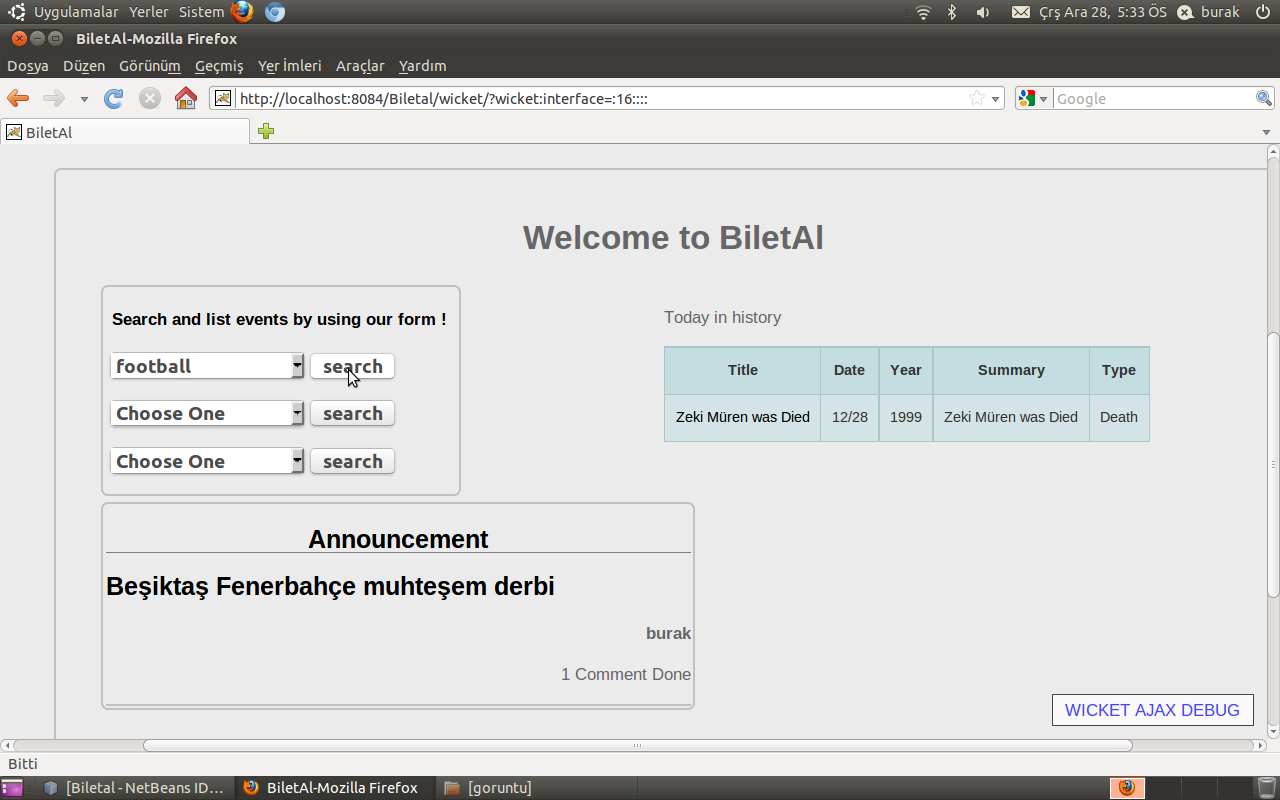 Uygulamalar Yerler Sistem Çrş Ara 28, 5:33 ÖS burak
BiletAl-Mozilla Firefox
Dosya Düzen Görünüm Geçmiş Yer İmleri Araçlar Yardım
http://localhost:8084/Biletal/wicket/?wicket:interface=:16:::: Google
BiletAl
Welcome to BiletAl
Search and list events by using our form !
football search
Choose One search
Choose One search
Today in history
Title Date Year Summary Type
Zeki Müren was Died 12/28 1999 Zeki Müren was Died Death
Announcement
Beşiktaş Fenerbahçe muhteşem derbi
burak
1 Comment Done
WICKET AJAX DEBUG
Bitti
[Biletal - NetBeans ID... BiletAl-Mozilla Firefox [goruntu]